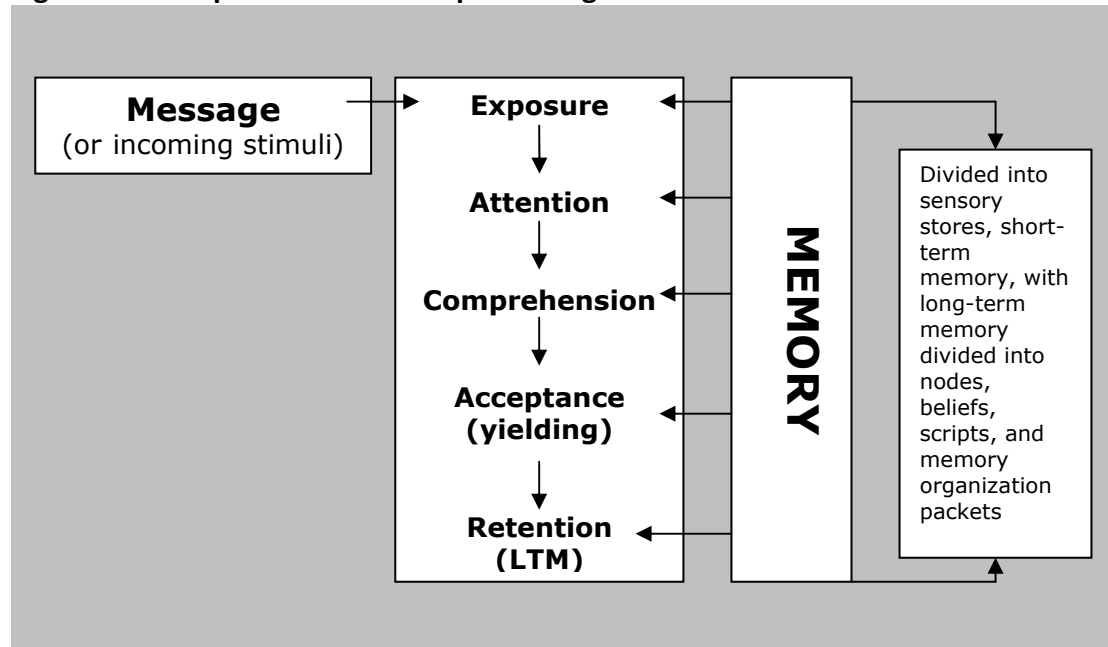 Message
(or incoming stimuli)
Exposure
Attention
Comprehension
Acceptance
(yielding)
Retention
(LTM)
MEMORY
Divided into
sensory
stores, short-
term
memory, with
long-term
memory
divided into
nodes,
beliefs,
scripts, and
memory
organization
packets